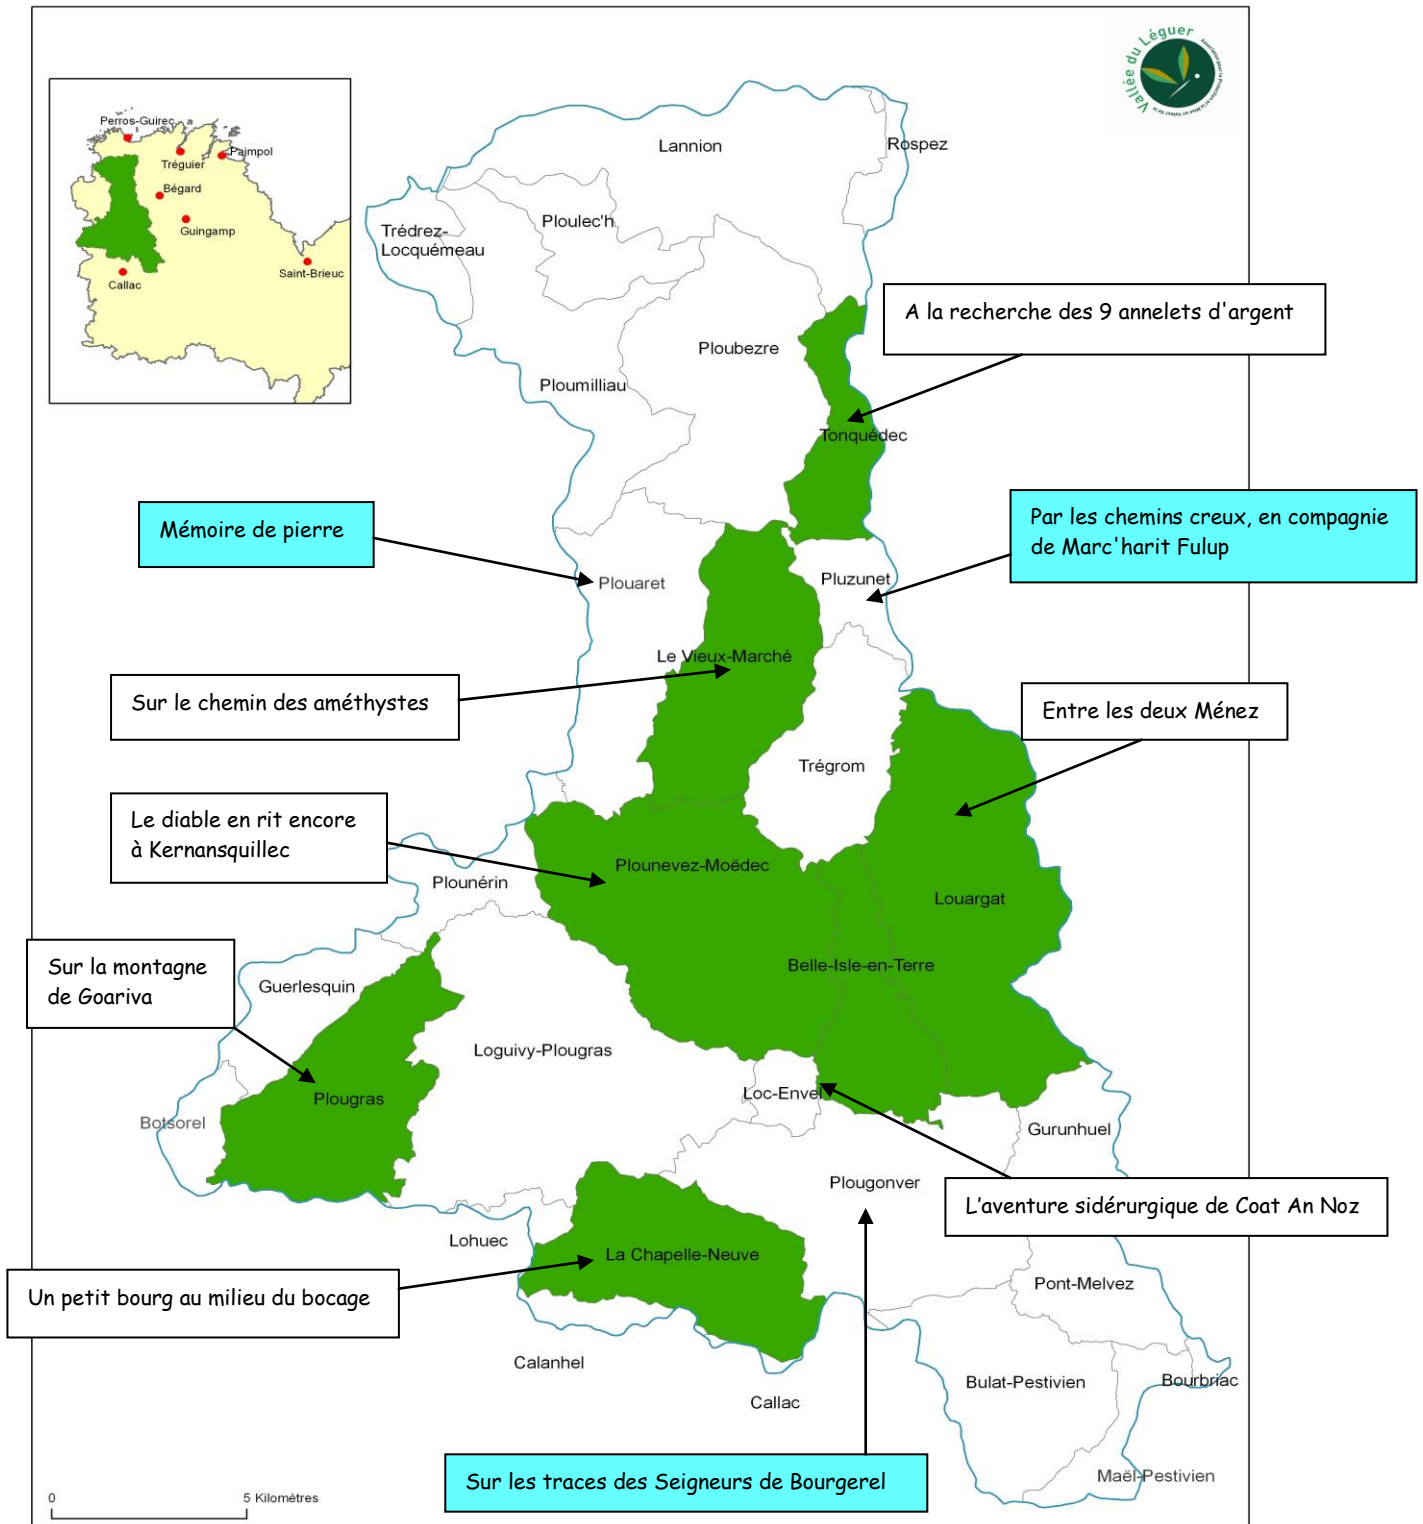 Vallée du Léguer
Perros-Guirec
Tréguier
Paimpol
Bégard
Guingamp
Saint-Brieuc
Callac
Lannion
Rospez
Ploulec'h
Trédrez-
Locquémeau
A la recherche des 9 annelets d'argent
Ploubezre
Ploumilliau
Tonquédec
Mémoire de pierre
Par les chemins creux, en compagnie
de Marc'harit Fulup
Plouaret
Pluzunet
Le Vieux-Marché
Sur le chemin des améthystes
Entre les deux Ménez
Trégrom
Le diable en rit encore
à Kernansquillec
Plounevez-Moëdec
Plounérin
Louargat
Sur la montagne
de Goariva
Belle-Isle-en-Terre
Guerlesquin
Loguivy-Plougras
Loc-Envel
Plougras
Botsorel
Gurunhuel
Plougonver
L'aventure sidérurgique de Coat An Noz
Lohuec
La Chapelle-Neuve
Un petit bourg au milieu du bocage
Pont-Melvez
Calanhel
Bulat-Pestivien
Bourbriac
Callac
Sur les traces des Seigneurs de Bourgerel
Maël-Pestivien
0
5 Kilomètres